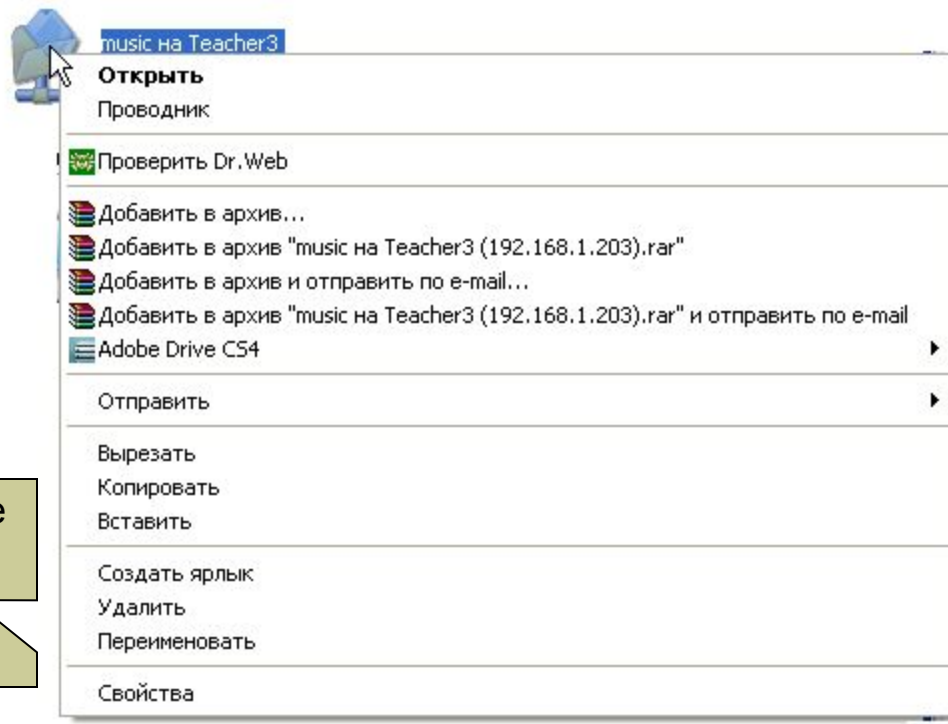 music на Teacher3
Открыть
Проводник
Проверить Dr.Web
Добавить в архив...
Добавить в архив "music на Teacher3 (192.168.1.203).rar"
Добавить в архив и отправить по e-mail...
Добавить в архив "music на Teacher3 (192.168.1.203).rar" и отправить по e-mail
Adobe Drive CS4
Отправить
Вырезать
Копировать
Вставить
Создать ярлык
Удалить
Переименовать
Свойства